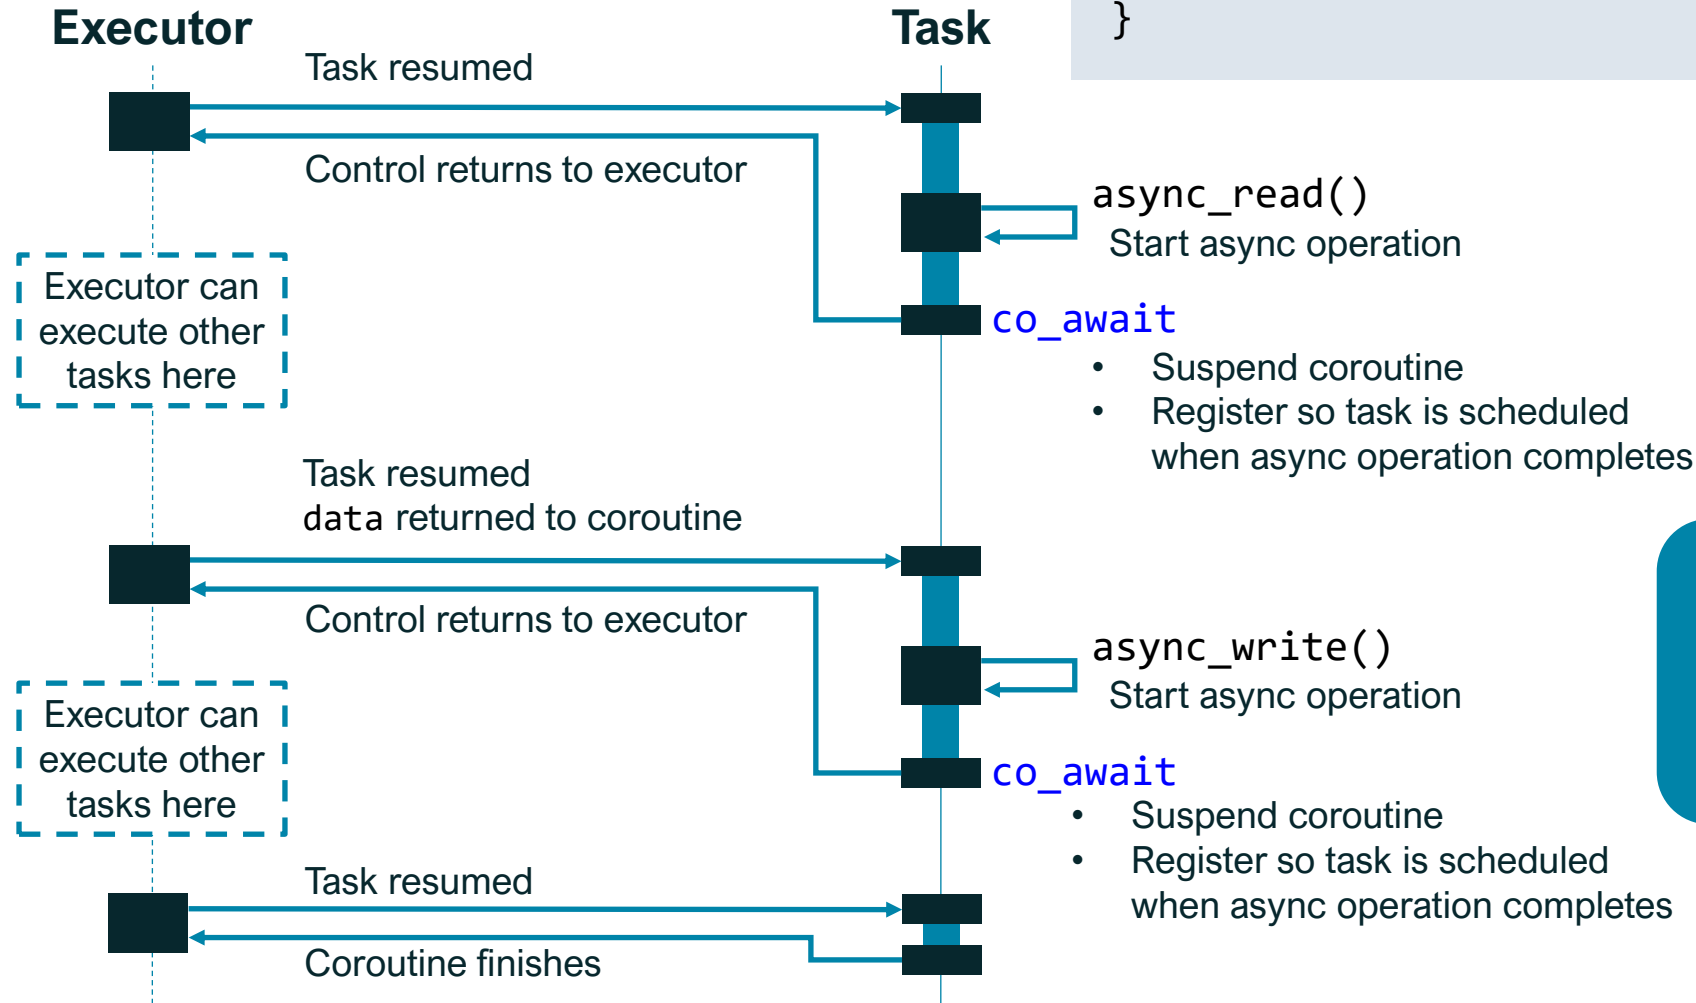 Executor
Task
}
Task resumed
Control returns to executor
async_read()
Start async operation
Executor can
execute other
tasks here
co_await
• Suspend coroutine
• Register so task is scheduled
when async operation completes
Task resumed
data returned to coroutine
Control returns to executor
async_write()
Start async operation
Executor can
execute other
tasks here
co_await
• Suspend coroutine
• Register so task is scheduled
when async operation completes
Task resumed
Coroutine finishes